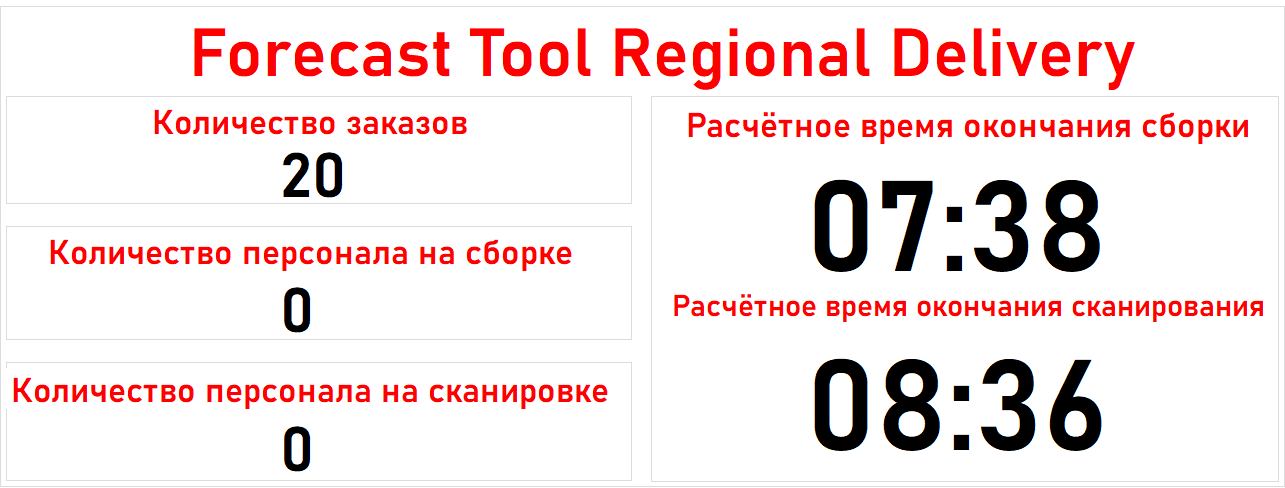 Forecast Tool Regional Delivery
Количество заказов
20
Количество персонала на сборке
0
Количество персонала на сканировке
0
Расчётное время окончания сборки
07:38
Расчётное время окончания сканирования
08:36